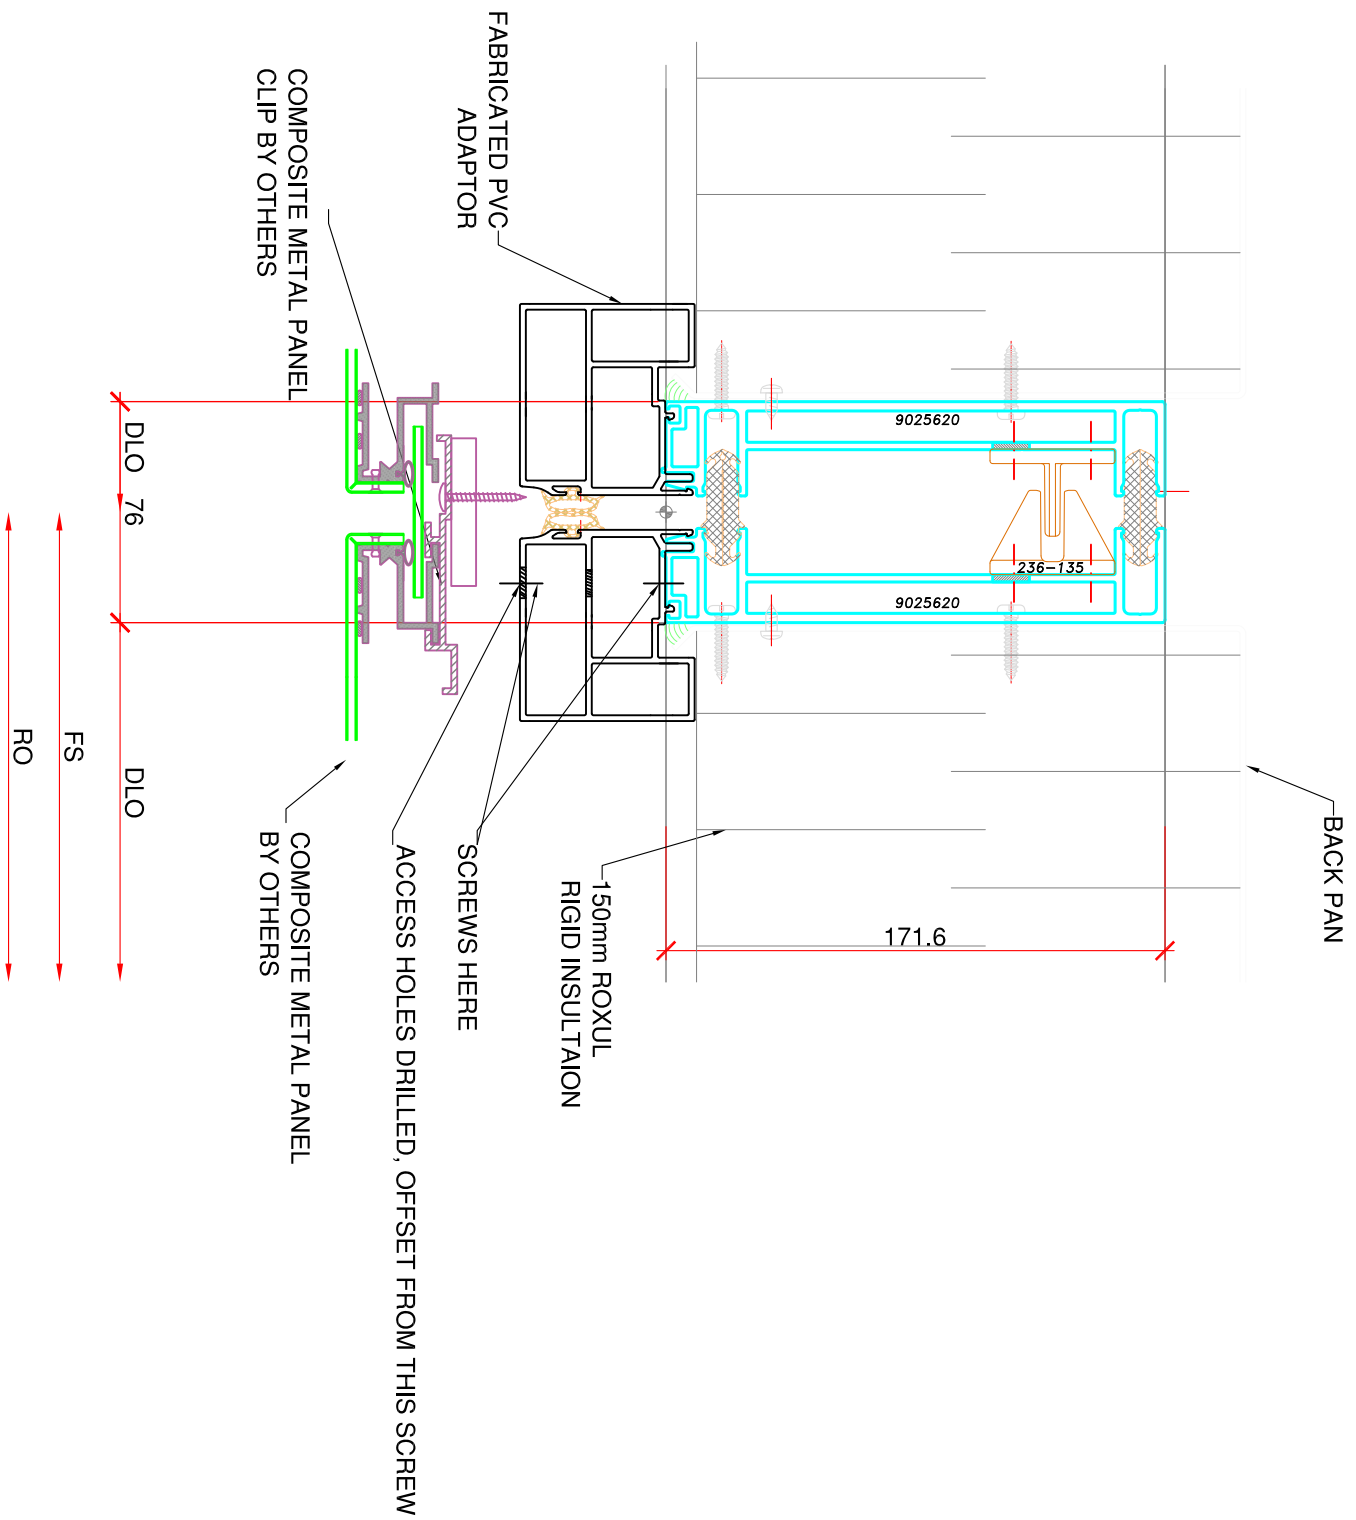 BACK PAN
171.6
150mm ROXUL
RIGID INSULTAION
9025620
236-135
9025620
FABRICATED PVC
ADAPTOR
SCREWS HERE
ACCESS HOLES DRILLED, OFFSET FROM THIS SCREW
COMPOSITE METAL PANEL
CLIP BY OTHERS
COMPOSITE METAL PANEL
BY OTHERS
DLO
76
DLO
FS
RO